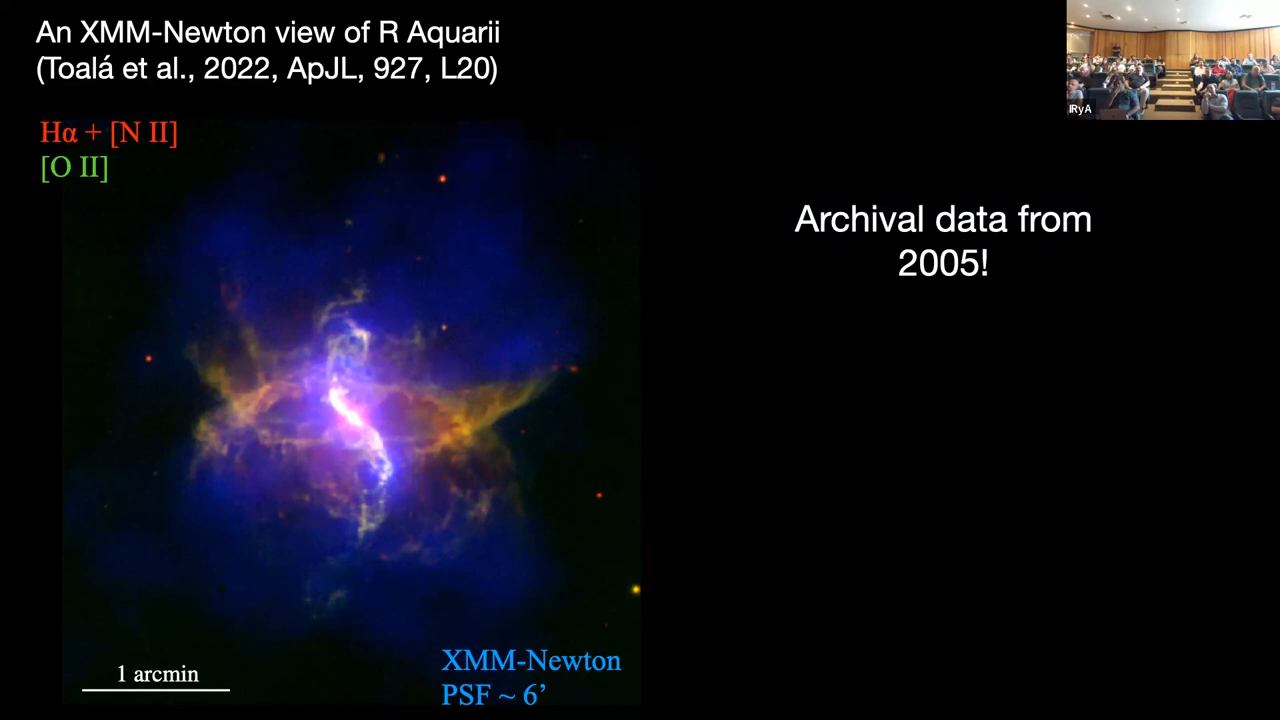 An XMM-Newton view of R Aquarii
(Toalá et al., 2022, ApJL, 927, L20)
IRyA
Hα + [N II]
[O II]
Archival data from
2005!
1 arcmin
XMM-Newton
PSF ~ 6’